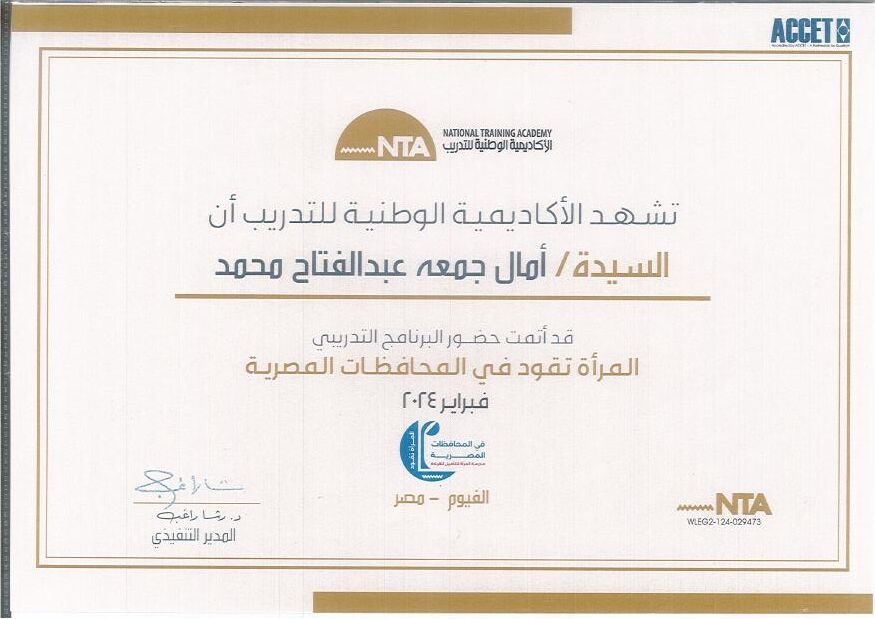 ACCET
NTA
NATIONAL TRAINING ACADEMY
الأكاديمية الوطنية للتدريب
تشهد الأكاديمية الوطنية للتدريب أن
السيدة / أمال جمعه عبدالفتاح محمد
قد أتمت حضور البرنامج التدريبي
المرأة تقود في المحافظات المصرية
فبراير ٢٠٢٤
المرأة تقود
في المحافظات
المصرية
الفيوم – مصر
د. رشا راغب
المدير التنفيذي
NTA
WLEG2-124-029473